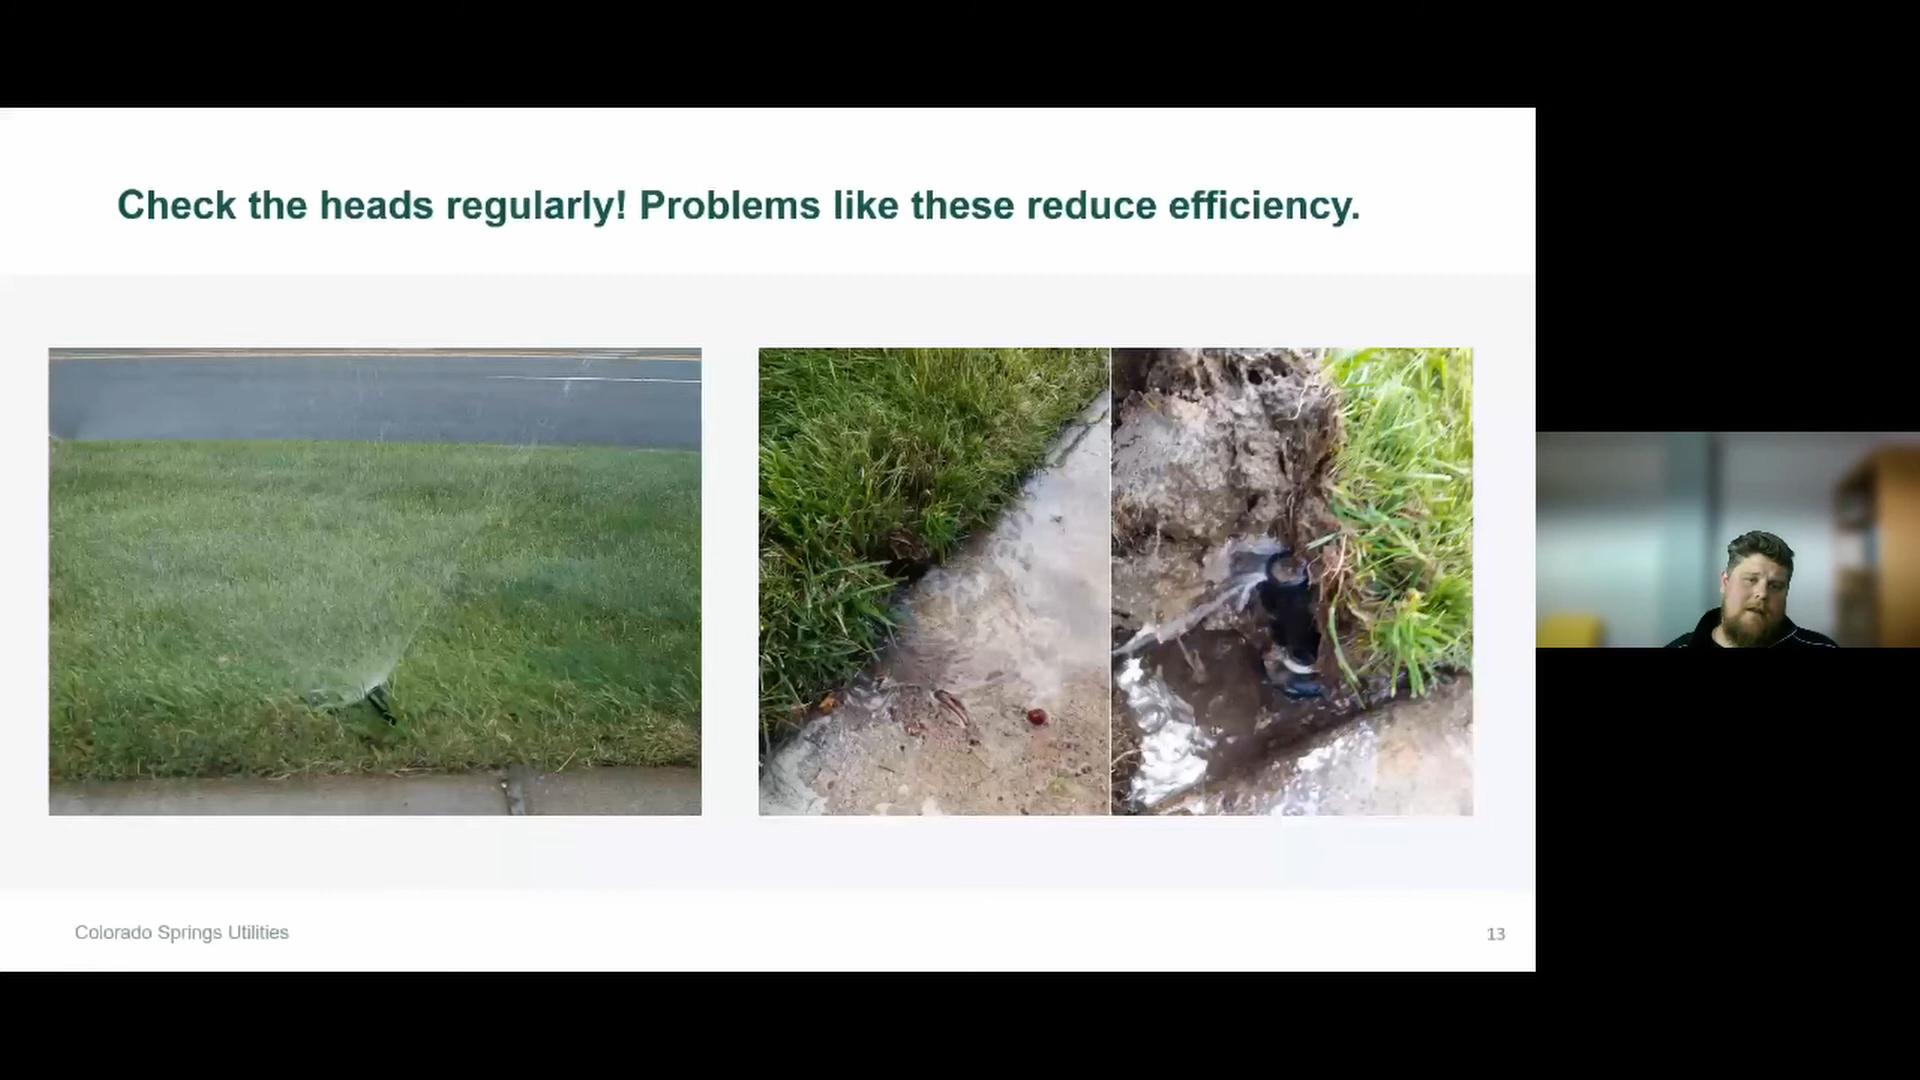 Check the heads regularly! Problems like these reduce efficiency.
Colorado Springs Utilities
13